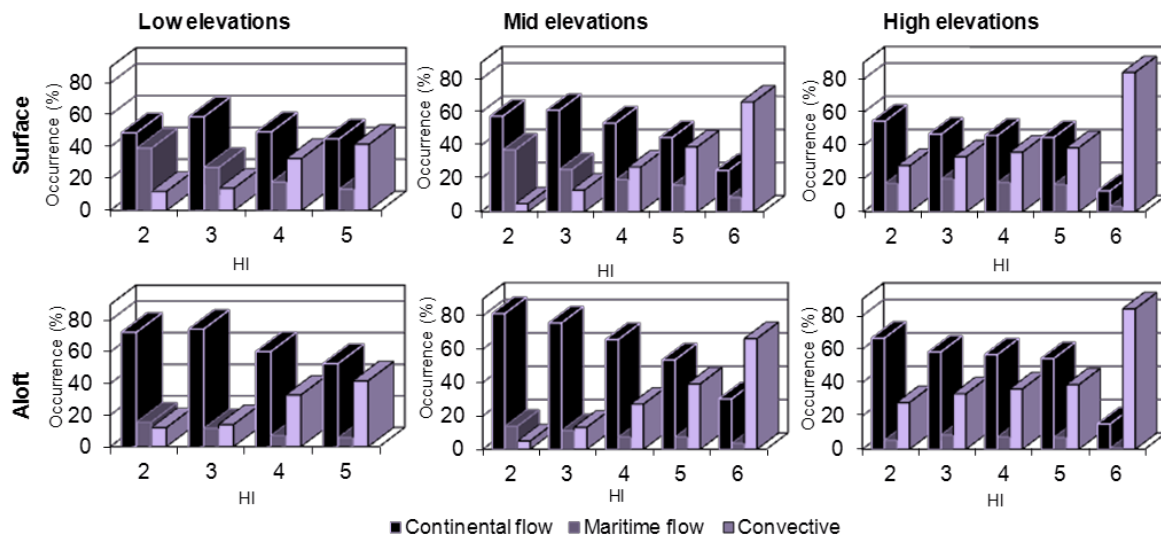 Low elevations
Mid elevations
High elevations
Surface
Occurrence (%)
80
60
40
20
0
2 3 4 5
HI
Occurrence (%)
80
60
40
20
0
2 3 4 5 6
HI
Occurrence (%)
80
60
40
20
0
2 3 4 5 6
HI
Aloft
Occurrence (%)
80
60
40
20
0
2 3 4 5
HI
Occurrence (%)
80
60
40
20
0
2 3 4 5 6
HI
Occurrence (%)
80
60
40
20
0
2 3 4 5 6
HI
Continental flow Maritime flow Convective